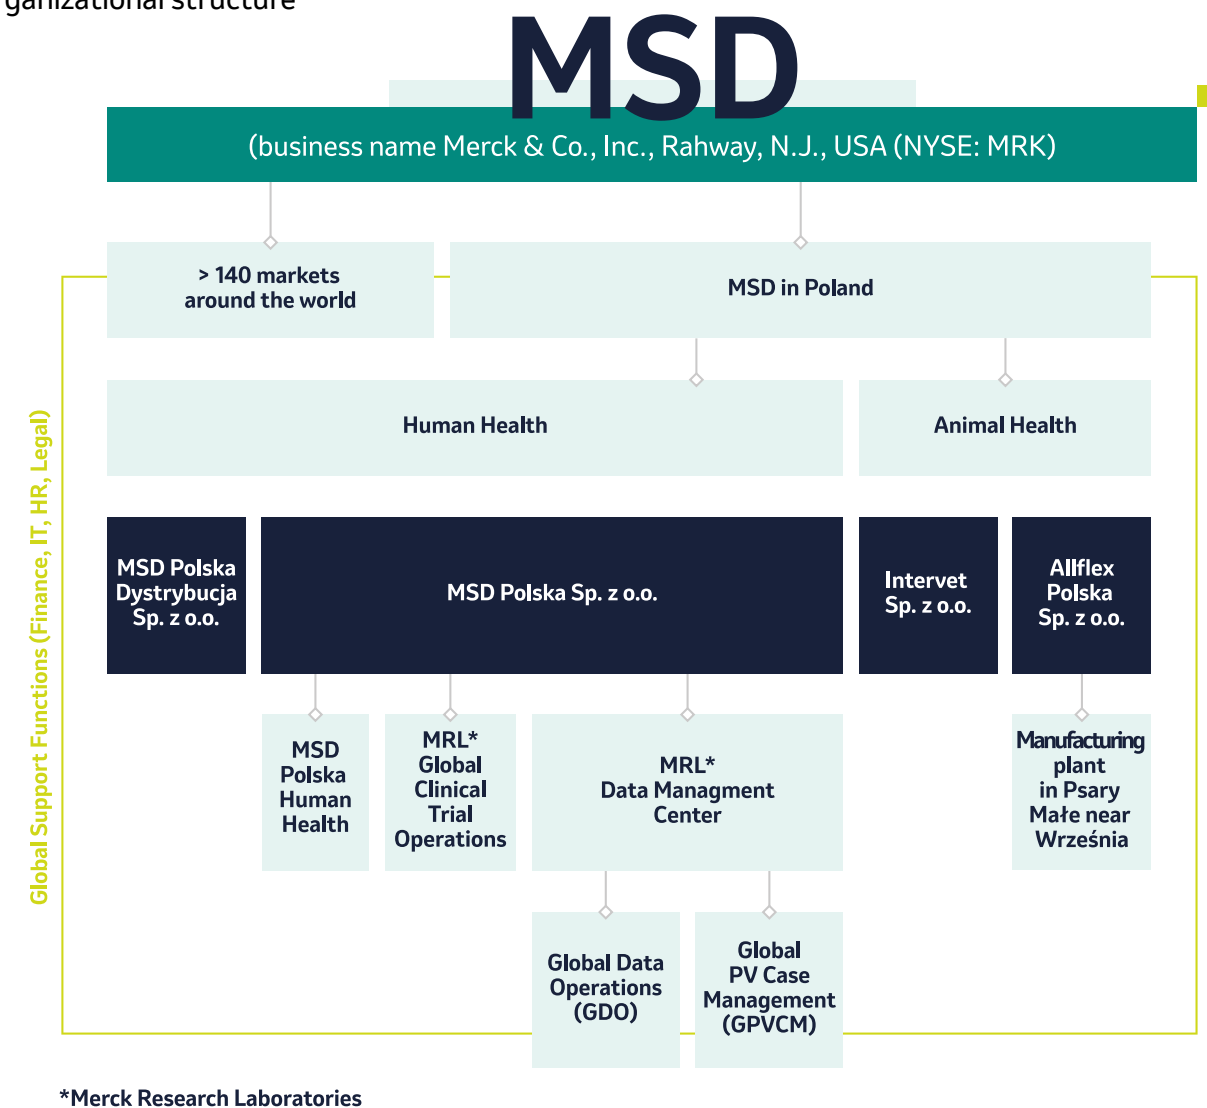 ganizational structure
MSD
(business name Merck & Co., Inc., Rahway, N.J., USA (NYSE: MRK)
> 140 markets
around the world
MSD in Poland
Human Health
Animal Health
Global Support Functions (Finance, IT, HR, Legal)
MSD Polska
Dystrybucja
Sp. z o.o.
MSD Polska Sp. z o.o.
Intervet
Sp. z o.o.
Allflex
Polska
Sp. z o.o.
MSD
Polska
Human
Health
MRL*
Global
Clinical
Trial
Operations
MRL*
Data Managment
Center
Manufacturing
plant
in Psary
Małe near
Wrześnía
Global Data
Operations
(GDO)
Global
PV Case
Management
(GPVCM)
*Merck Research Laboratories